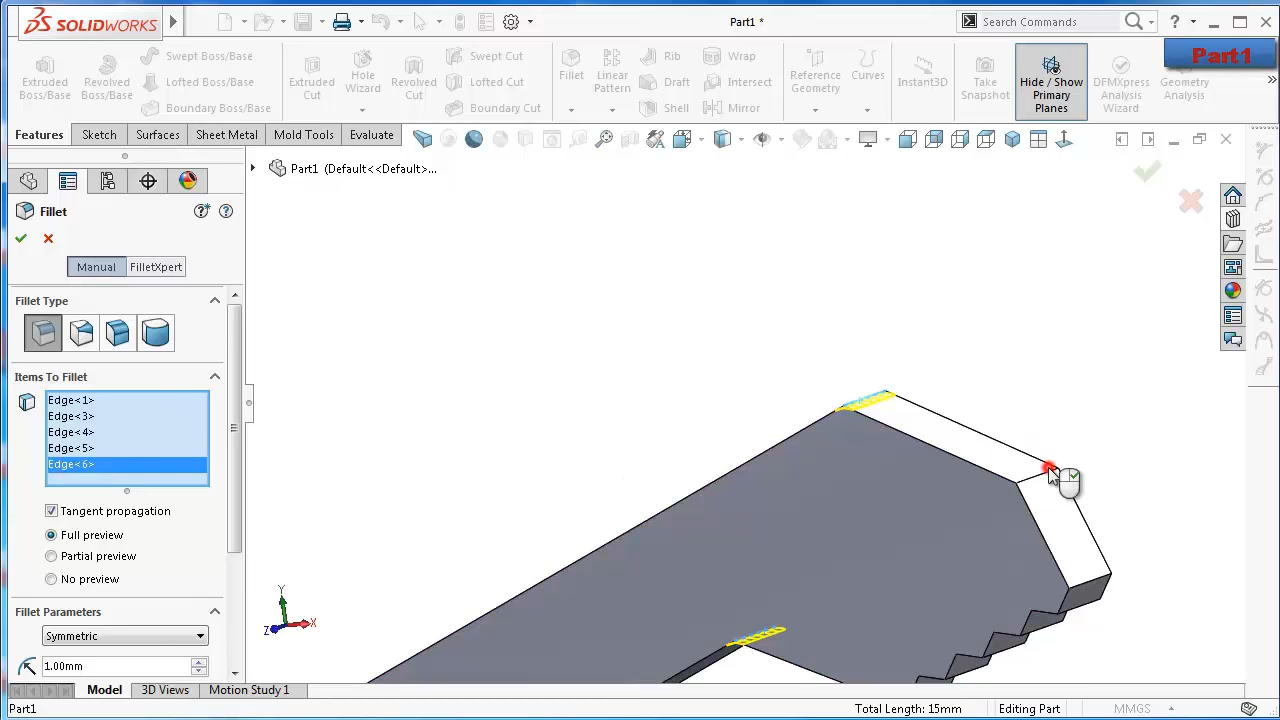 SOLIDWORKS
Part1 *
Search Commands
Part1
Extruded Boss/Base
Revolved Boss/Base
Swept Boss/Base
Lofted Boss/Base
Boundary Boss/Base
Extruded Cut
Hole Wizard
Revolved Cut
Swept Cut
Lofted Cut
Boundary Cut
Fillet
Linear Pattern
Rib
Draft
Shell
Wrap
Intersect
Mirror
Reference Geometry
Curves
Instant3D
Take Snapshot
Hide / Show Primary Planes
DFMXpress Analysis Wizard
Geometry Analysis
Features
Sketch
Surfaces
Sheet Metal
Mold Tools
Evaluate
Part1 (Default<<Default>...
Fillet
Manual
FilletXpert
Fillet Type
Items To Fillet
Edge<1>
Edge<3>
Edge<4>
Edge<5>
Edge<6>
Tangent propagation
Full preview
Partial preview
No preview
Fillet Parameters
Symmetric
1.00mm
Y
X
Z
Model
3D Views
Motion Study 1
Part1
Total Length: 15mm
Editing Part
MMGS